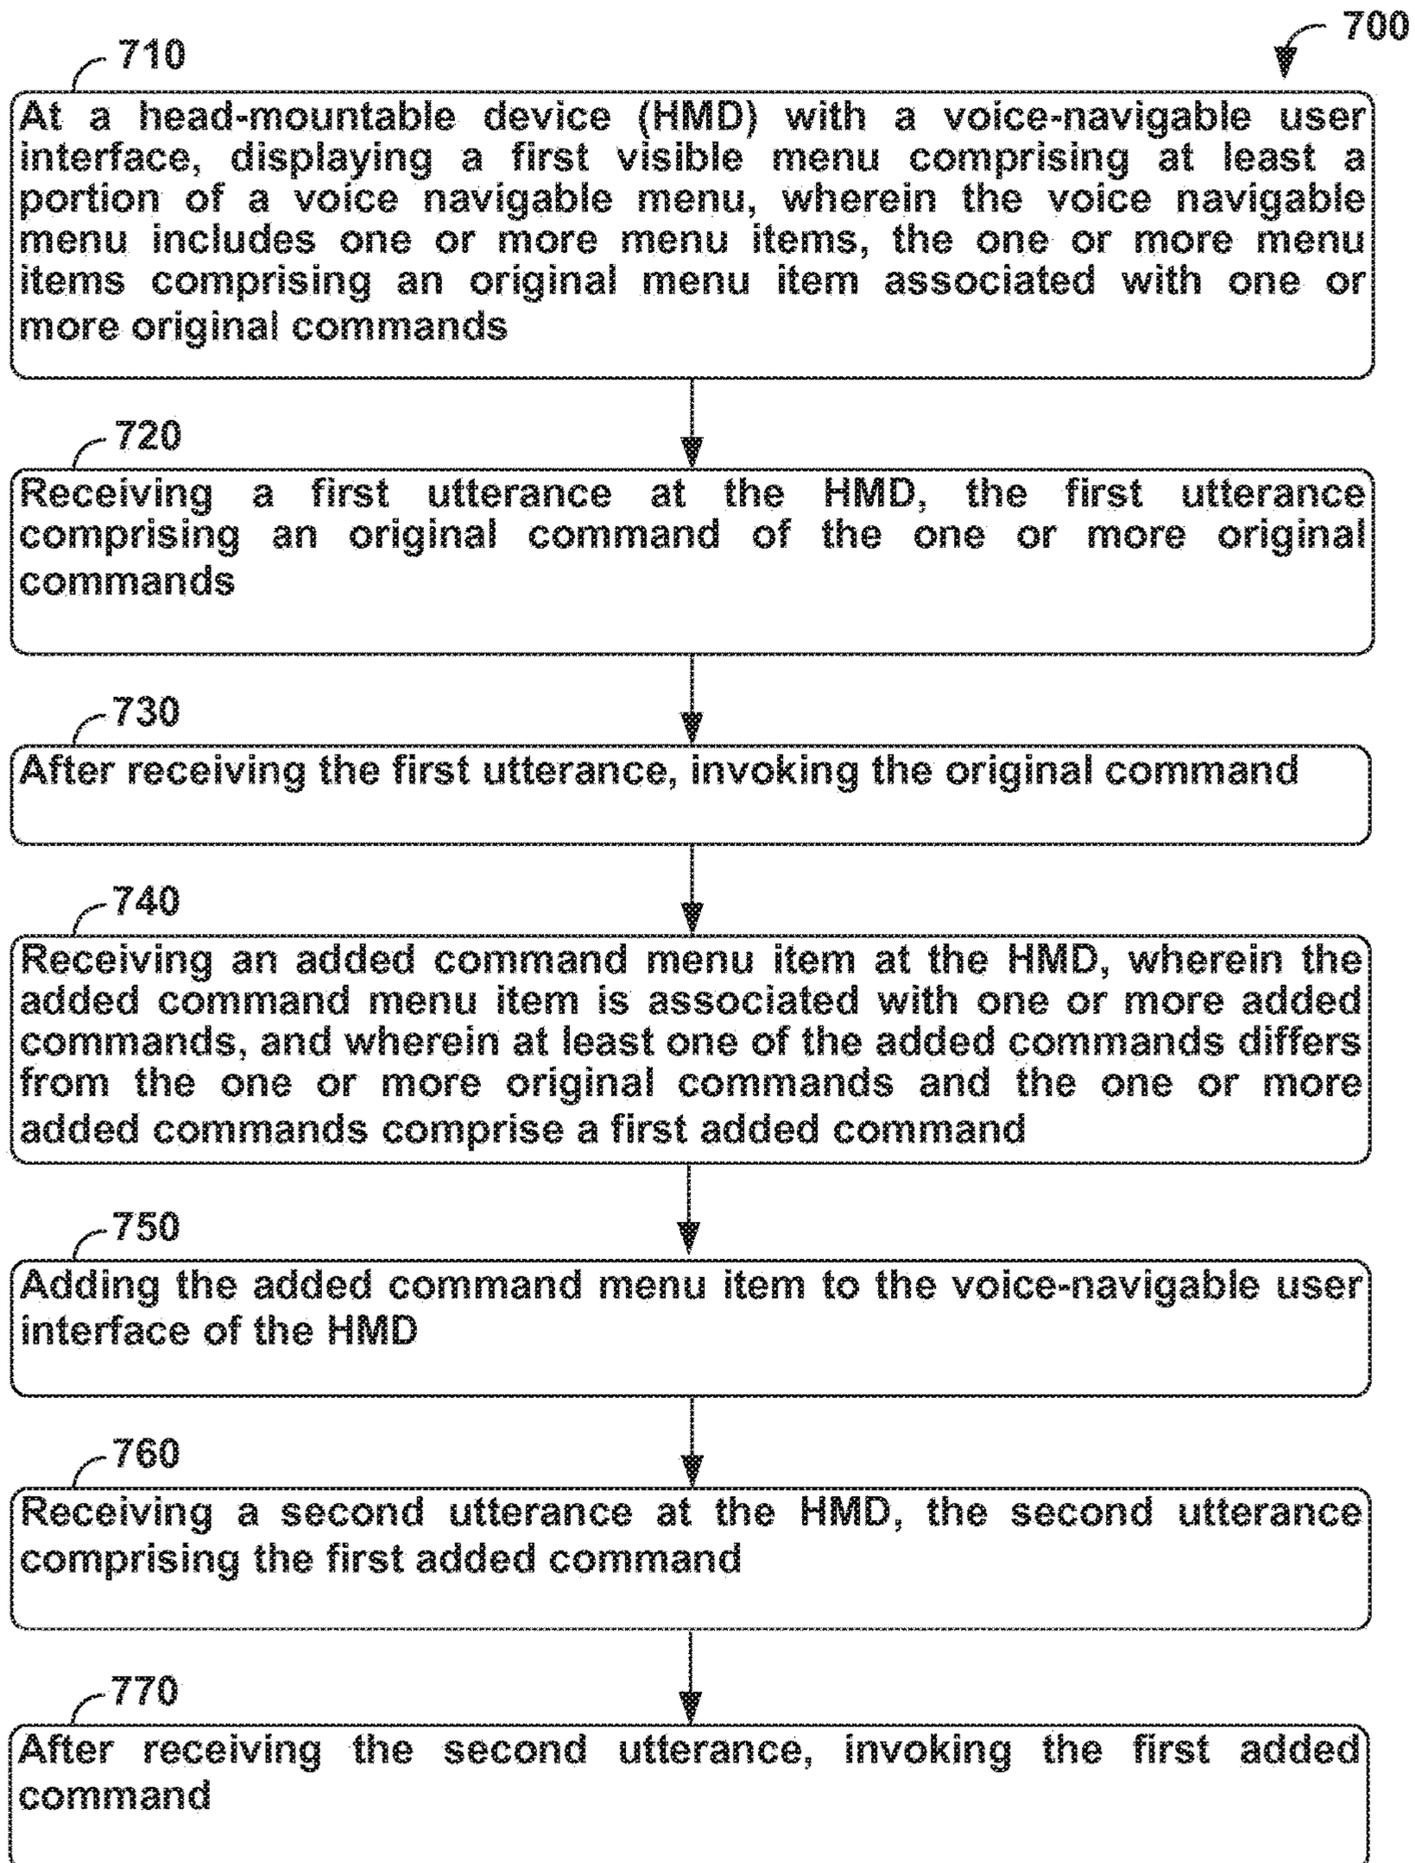 700
710
At a head-mountable device (HMD) with a voice-navigable user
interface, displaying a first visible menu comprising at least a
portion of a voice navigable menu, wherein the voice navigable
menu includes one or more menu items, the one or more menu
items comprising an original menu item associated with one or
more original commands
720
Receiving a first utterance at the HMD, the first utterance
comprising an original command of the one or more original
commands
730
After receiving the first utterance, invoking the original command
740
Receiving an added command menu item at the HMD, wherein the
added command menu item is associated with one or more added
commands, and wherein at least one of the added commands differs
from the one or more original commands and the one or more
added commands comprise a first added command
750
Adding the added command menu item to the voice-navigable user
interface of the HMD
760
Receiving a second utterance at the HMD, the second utterance
comprising the first added command
770
After receiving the second utterance, invoking the first added
command